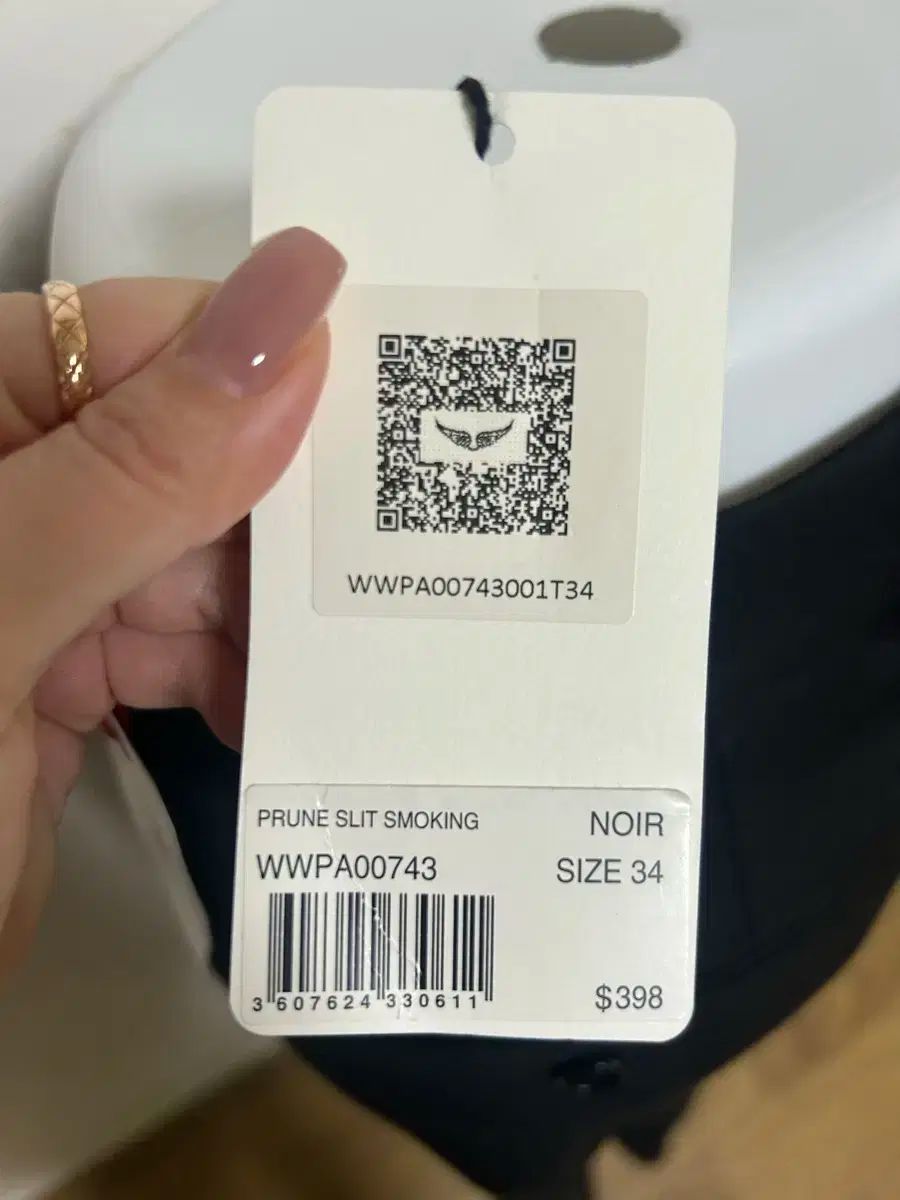 WWPA00743001T34
PRUNE SLIT SMOKING
NOIR
WWPA00743
SIZE 34
3 607624 330611
$398